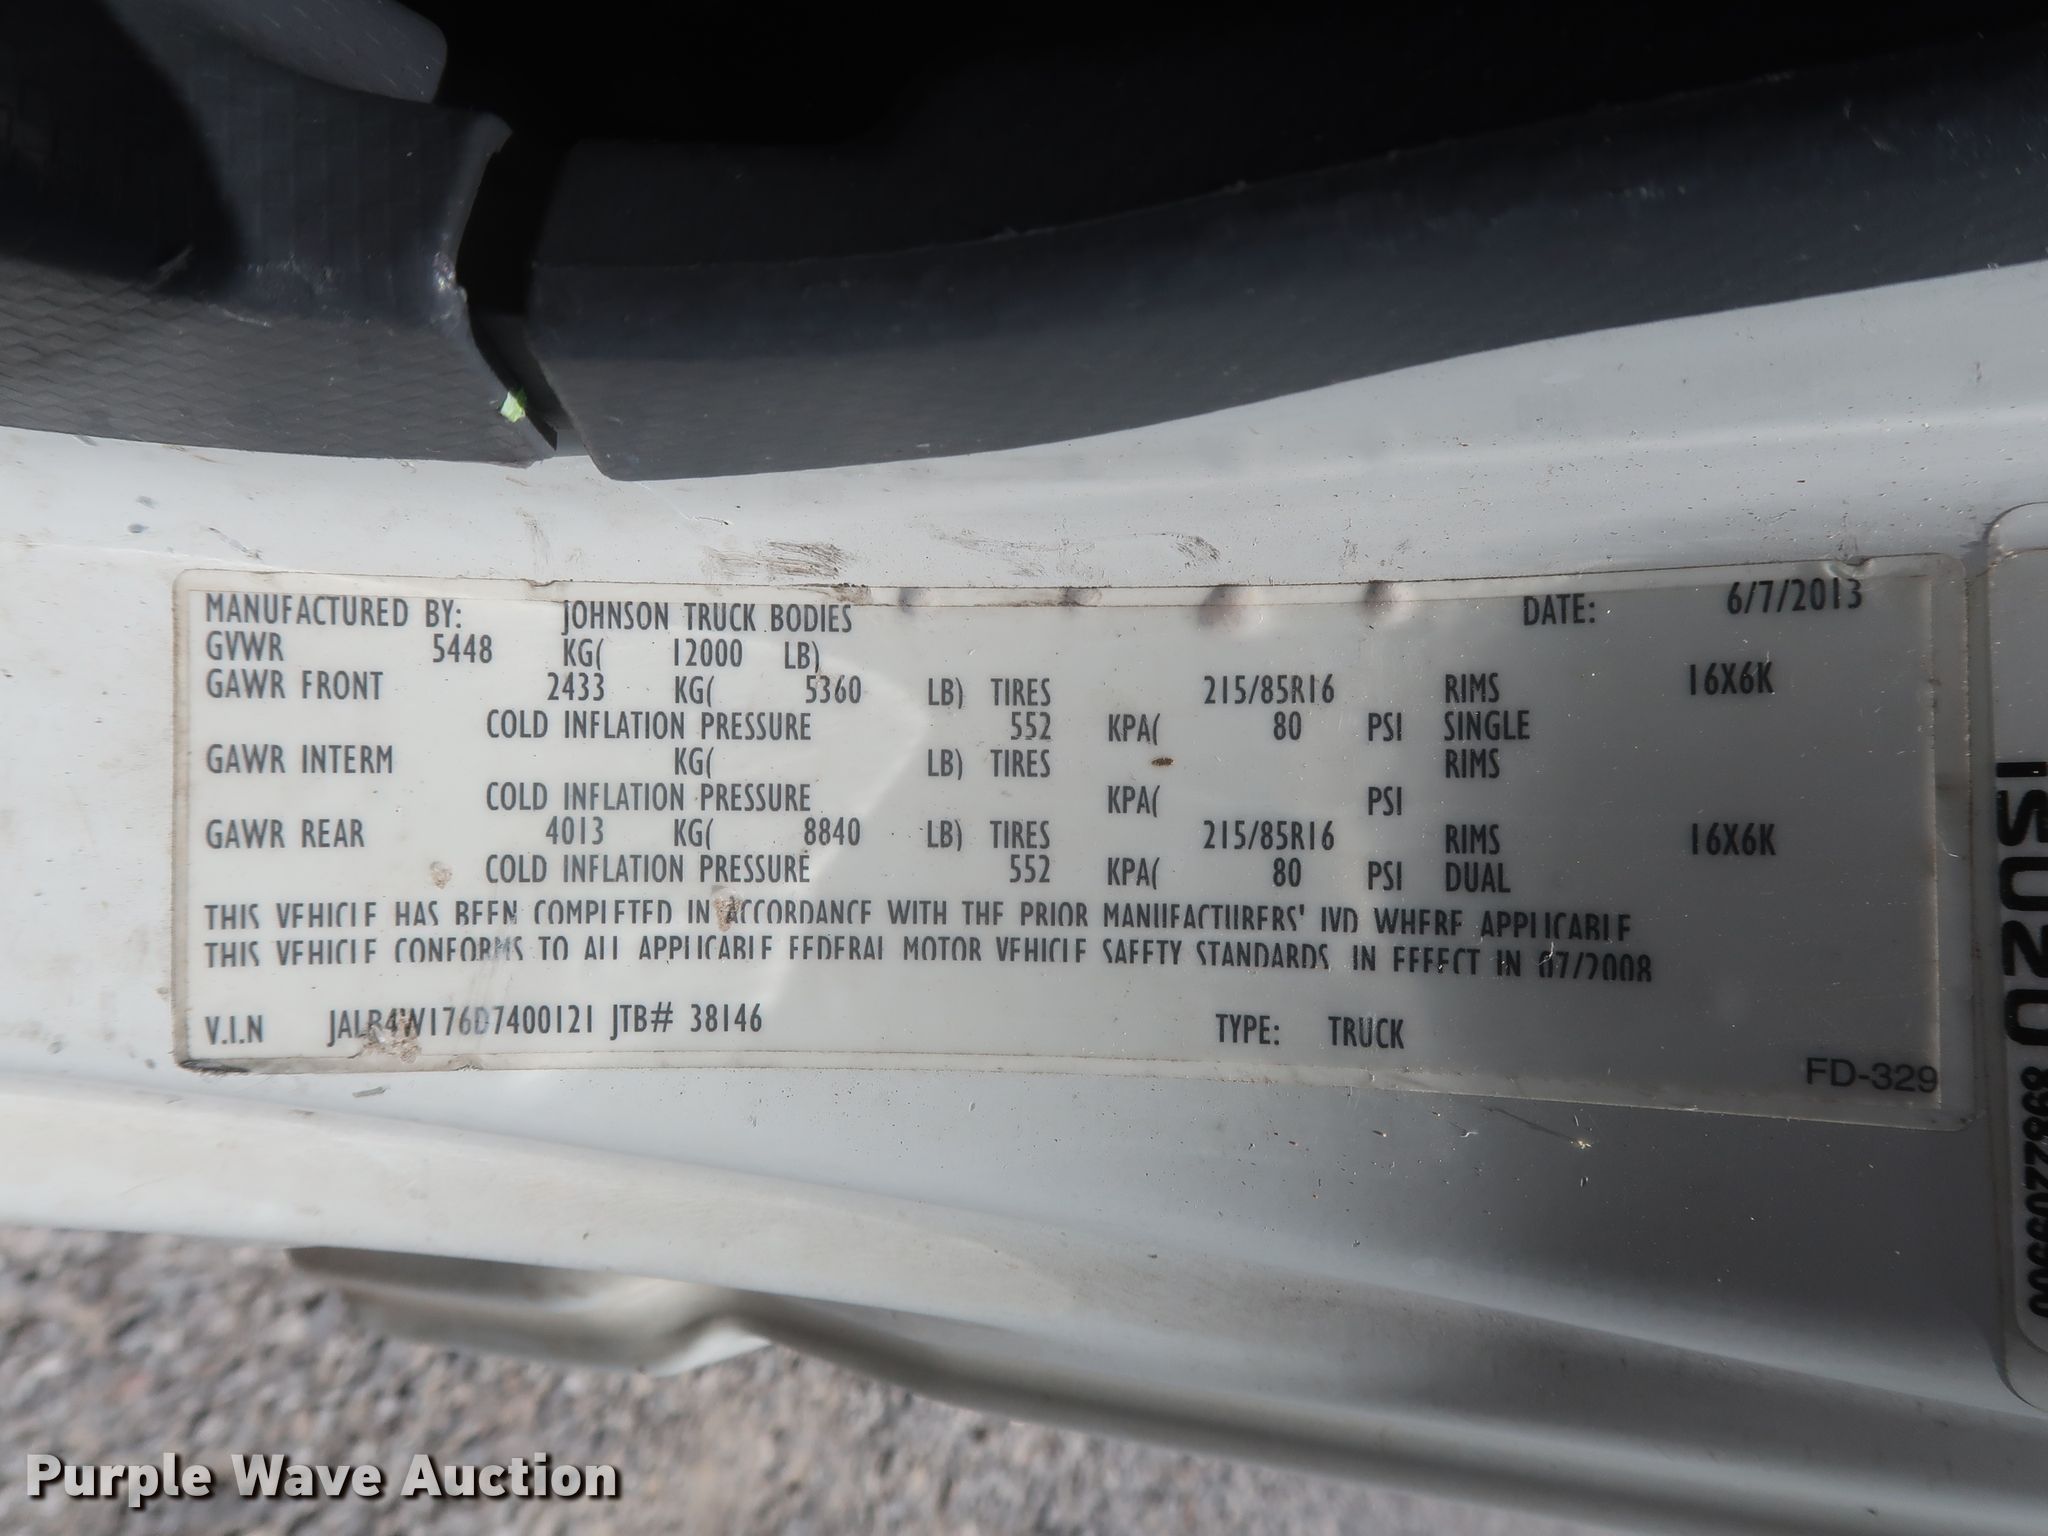 MANUFACTURED BY: JOHNSON TRUCK BODIES DATE: 6/7/2013
GVWR 5448 KG( 12000 LB)
GAWR FRONT 2433 KG( 5360 LB) TIRES 215/85R16 RIMS 16X6K
COLD INFLATION PRESSURE 552 KPA( 80 PSI SINGLE
GAWR INTERM KG( LB) TIRES RIMS
COLD INFLATION PRESSURE KPA( PSI
GAWR REAR 4013 KG( 8840 LB) TIRES 215/85R16 RIMS 16X6K
COLD INFLATION PRESSURE 552 KPA( 80 PSI DUAL
THIS VEHICLE HAS BEEN COMPLETED IN ACCORDANCE WITH THE PRIOR MANUFACTURERS' IVD WHERE APPLICABLE
THIS VEHICLE CONFORMS TO ALL APPLICABLE FEDERAL MOTOR VEHICLE SAFETY STANDARDS IN EFFECT IN 07/2008
V.I.N JALB4W176D7400121 JTB# 38146 TYPE: TRUCK
FD-329
Purple Wave Auction